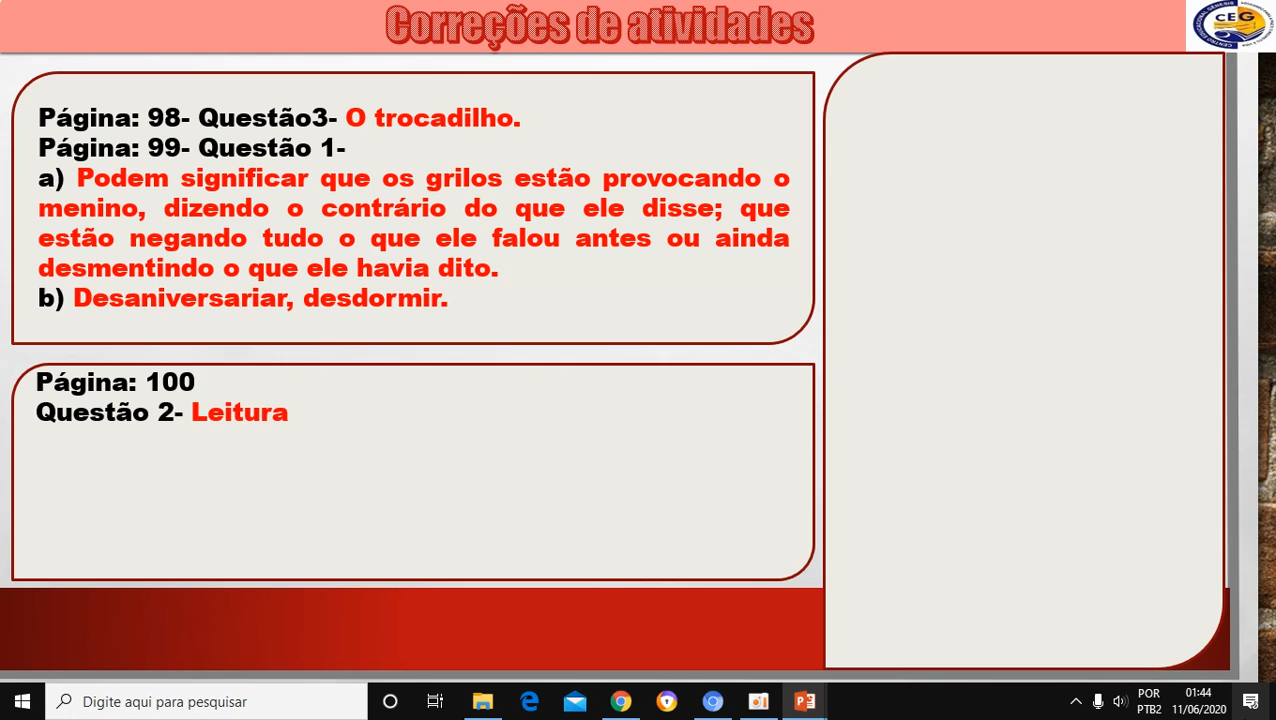 Correções de atividades
CEG
Página: 98- Questão3- O trocadilho.
Página: 99- Questão 1-
a) Podem significar que os grilos estão provocando o
menino, dizendo o contrário do que ele disse; que
estão negando tudo o que ele falou antes ou ainda
desmentindo o que ele havia dito.
b) Desaniversariar, desdormir.
Página: 100
Questão 2- Leitura
Digite aqui para pesquisar
POR
PTB2
01:44
11/06/2020